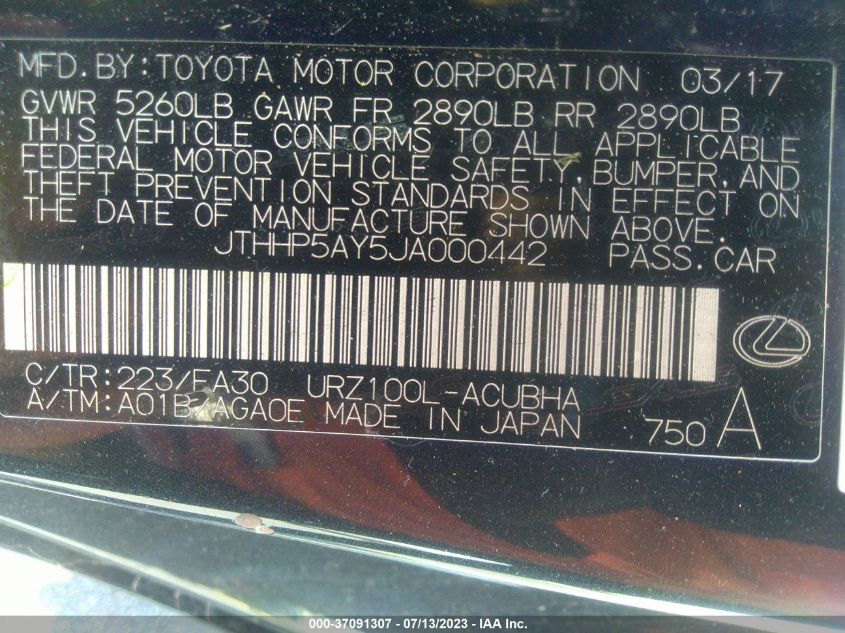 MFD.BY:TOYOTA MOTOR CORPORATION 03/17
GVWR 5260LB GAWR FR 2890LB RR 2890LB
THIS VEHICLE CONFORMS TO ALL APPLICABLE
FEDERAL MOTOR VEHICLE SAFETY,BUMPER,AND
THEFT PREVENTION STANDARDS IN EFFECT ON
THE DATE OF MANUFACTURE SHOWN ABOVE.
JTHHP5AY5JA000442 PASS.CAR
C/TR:223/EA30 URZ100L-ACUBHA
A/TM:A01B/AGA0E MADE IN JAPAN 750 A
000-37091307 - 07/13/2023 - IAA Inc.